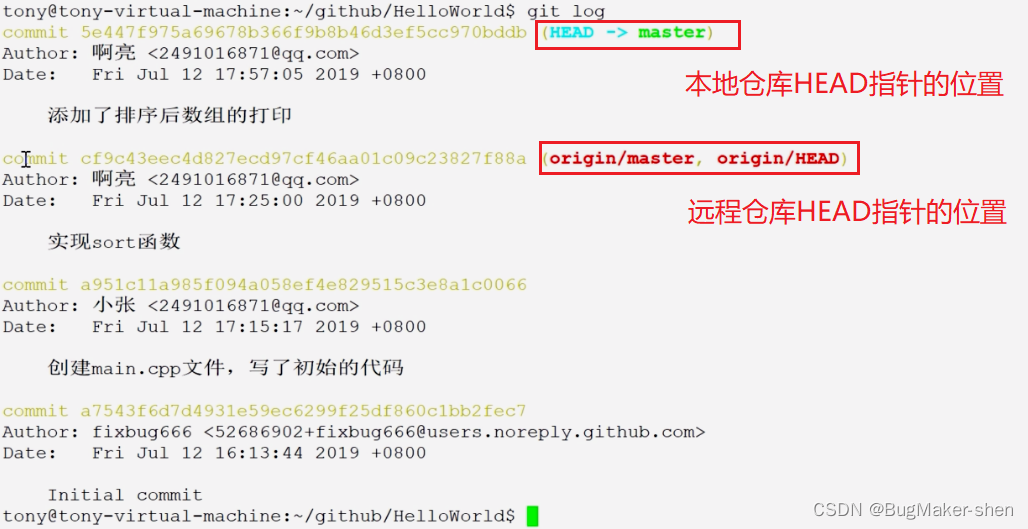 tony@tony-virtual-machine:~/github/HelloWorld$ git log
commit 5e447f975a69678b366f9b8b46d3ef5cc970bddb (HEAD -> master)
Author: 啊亮 <2491016871@qq.com>
Date:   Fri Jul 12 17:57:05 2019 +0800
本地仓库HEAD指针的位置
添加了排序后数组的打印
commit cf9c43eec4d827ecd97cf46aa01c09c23827f88a (origin/master, origin/HEAD)
Author: 啊亮 <2491016871@qq.com>
Date:   Fri Jul 12 17:25:00 2019 +0800
远程仓库HEAD指针的位置
实现sort函数
commit a951c11a985f094a058ef4e829515c3e8a1c0066
Author: 小张 <2491016871@qq.com>
Date:   Fri Jul 12 17:15:17 2019 +0800
创建main.cpp文件，写了初始的代码
commit a7543f6d7d4931e59ec6299f25df860c1bb2fec7
Author: fixbug666 <52686902+fixbug666@users.noreply.github.com>
Date:   Fri Jul 12 16:13:44 2019 +0800
Initial commit
tony@tony-virtual-machine:~/github/HelloWorld$
CSDN @BugMaker-shen